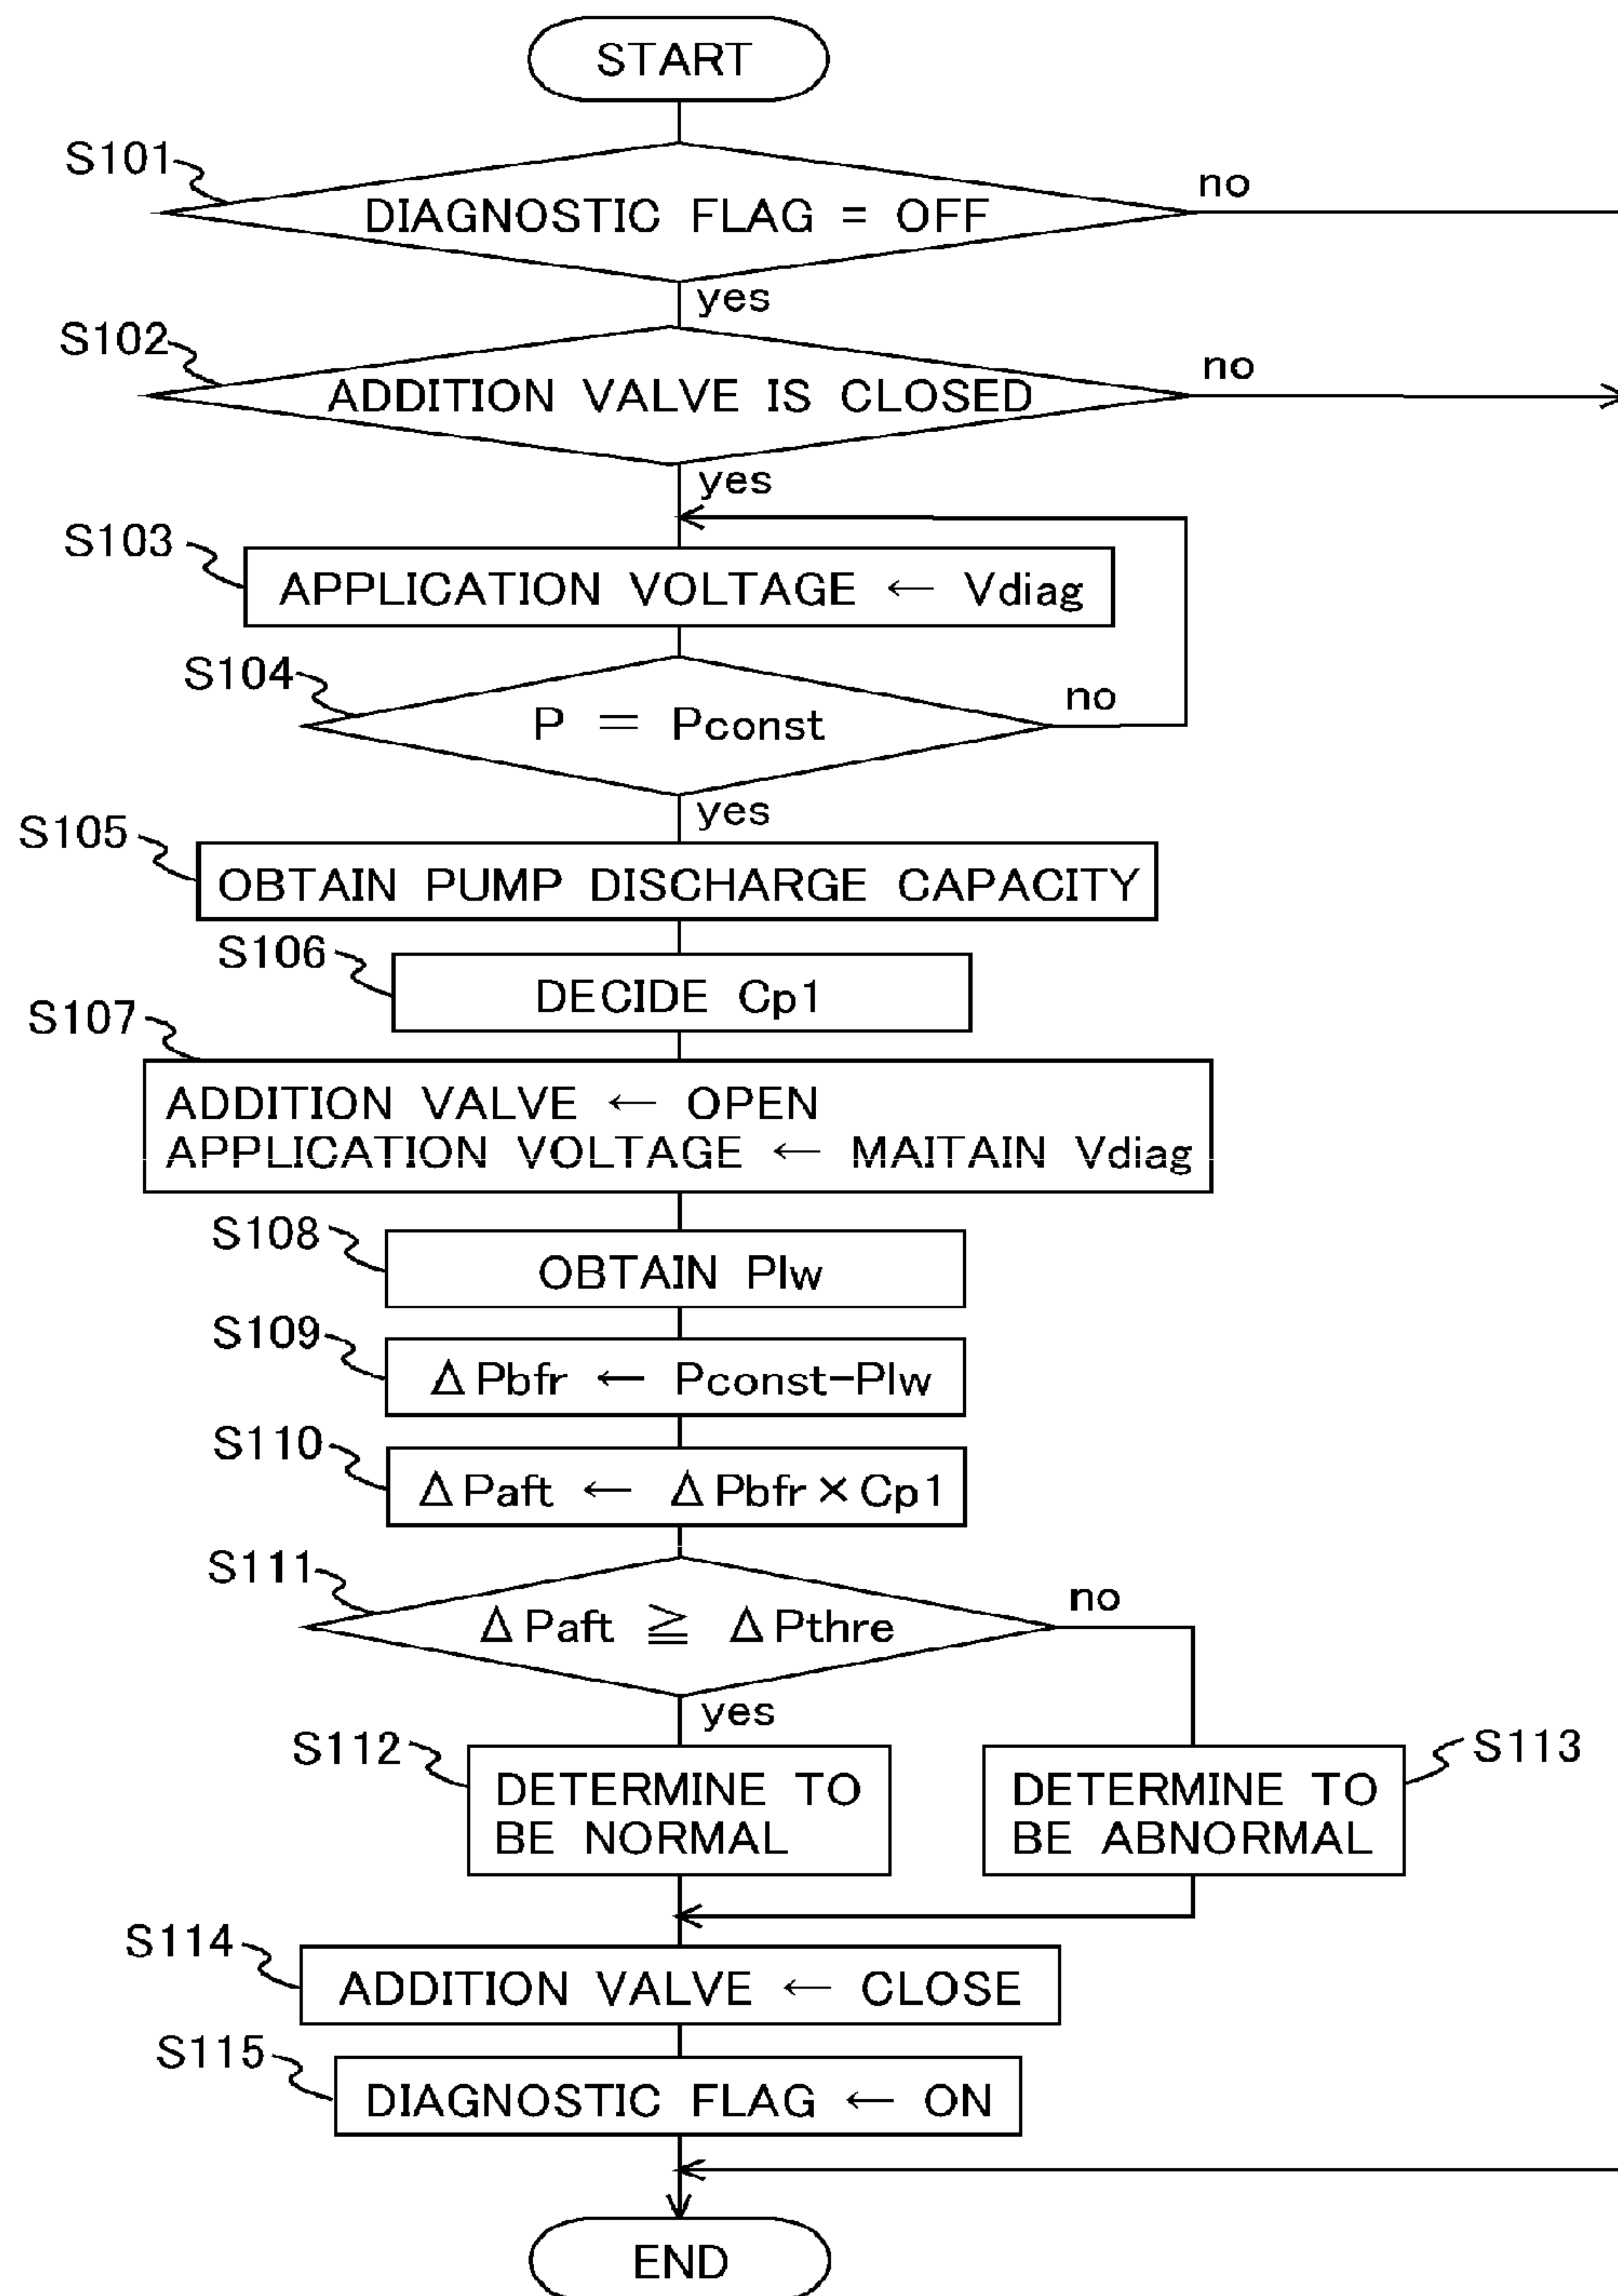 START
S101
DIAGNOSTIC FLAG = OFF
no
yes
S102
ADDITION VALVE IS CLOSED
no
yes
S103
APPLICATION VOLTAGE ← Vdiag
S104
P = Pconst
no
yes
S105
OBTAIN PUMP DISCHARGE CAPACITY
S106
DECIDE Cp1
S107
ADDITION VALVE ← OPEN
APPLICATION VOLTAGE ← MAITAIN Vdiag
S108
OBTAIN Plw
S109
ΔPbfr ← Pconst-Plw
S110
ΔPaft ← ΔPbfr×Cp1
S111
ΔPaft ≧ ΔPthre
no
yes
S112
DETERMINE TO
BE NORMAL
S113
DETERMINE TO
BE ABNORMAL
S114
ADDITION VALVE ← CLOSE
S115
DIAGNOSTIC FLAG ← ON
END